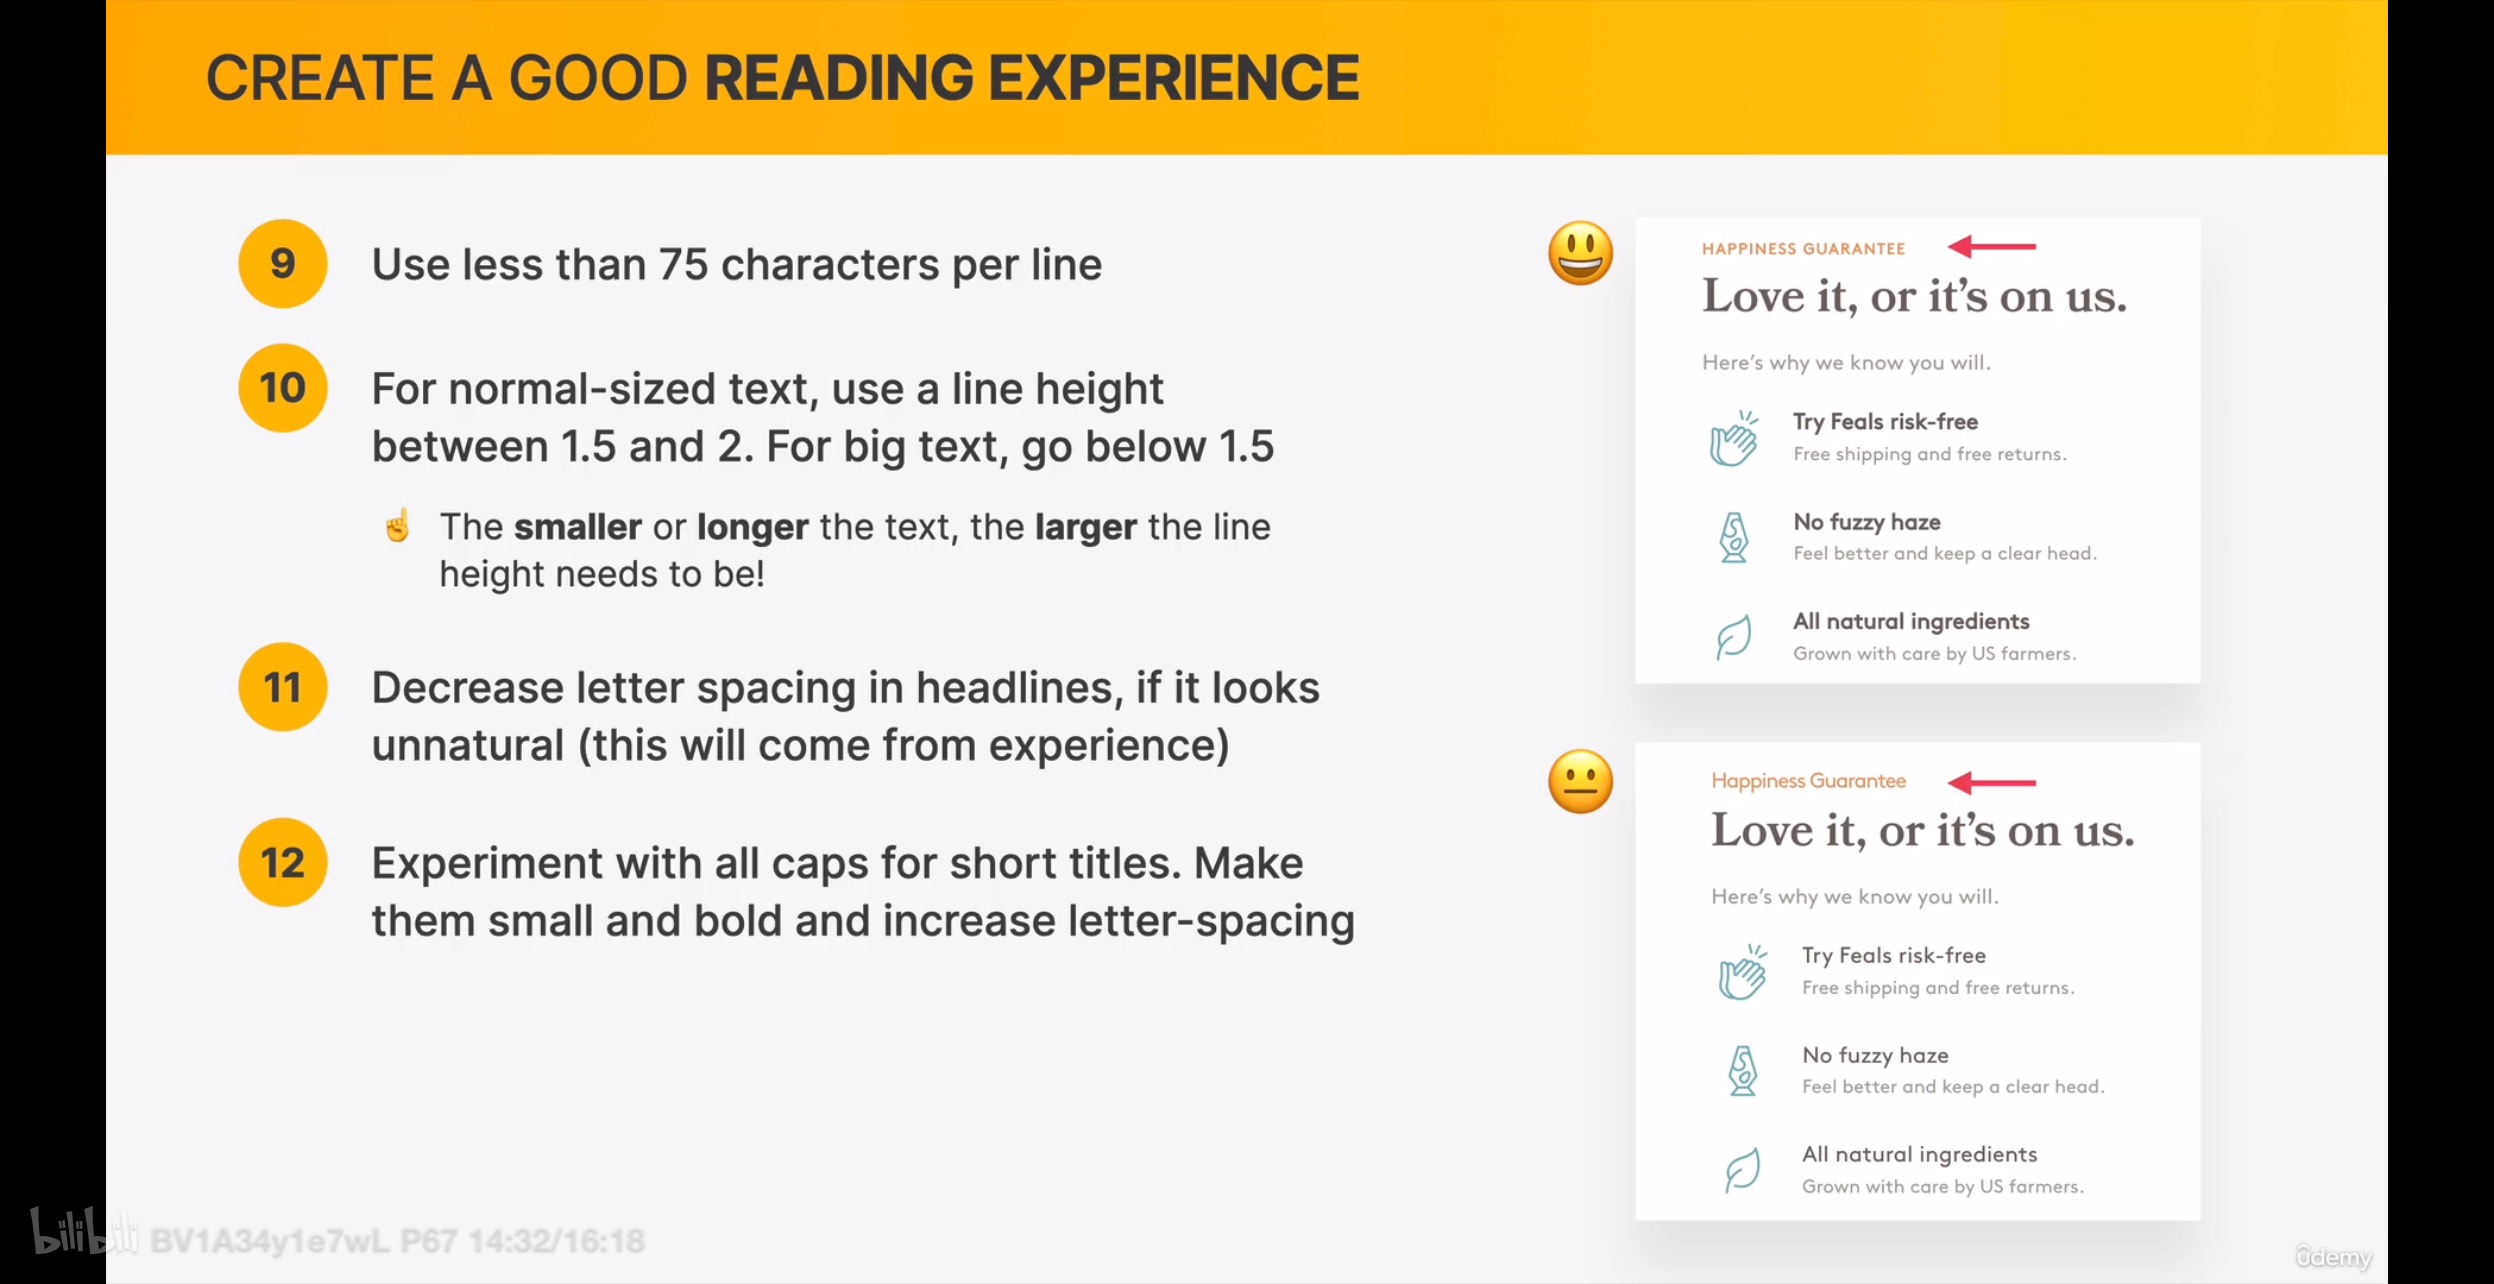 CREATE A GOOD READING EXPERIENCE
9
Use less than 75 characters per line
10
For normal-sized text, use a line height
between 1.5 and 2. For big text, go below 1.5
The smaller or longer the text, the larger the line
height needs to be!
11
Decrease letter spacing in headlines, if it looks
unnatural (this will come from experience)
12
Experiment with all caps for short titles. Make
them small and bold and increase letter-spacing
HAPPINESS GUARANTEE
Love it, or it’s on us.
Here’s why we know you will.
Try Feals risk-free
Free shipping and free returns.
No fuzzy haze
Feel better and keep a clear head.
All natural ingredients
Grown with care by US farmers.
Happiness Guarantee
Love it, or it’s on us.
Here’s why we know you will.
Try Feals risk-free
Free shipping and free returns.
No fuzzy haze
Feel better and keep a clear head.
All natural ingredients
Grown with care by US farmers.
bilibili BV1A34y1e7wL P67 14:32/16:18
ûdemy